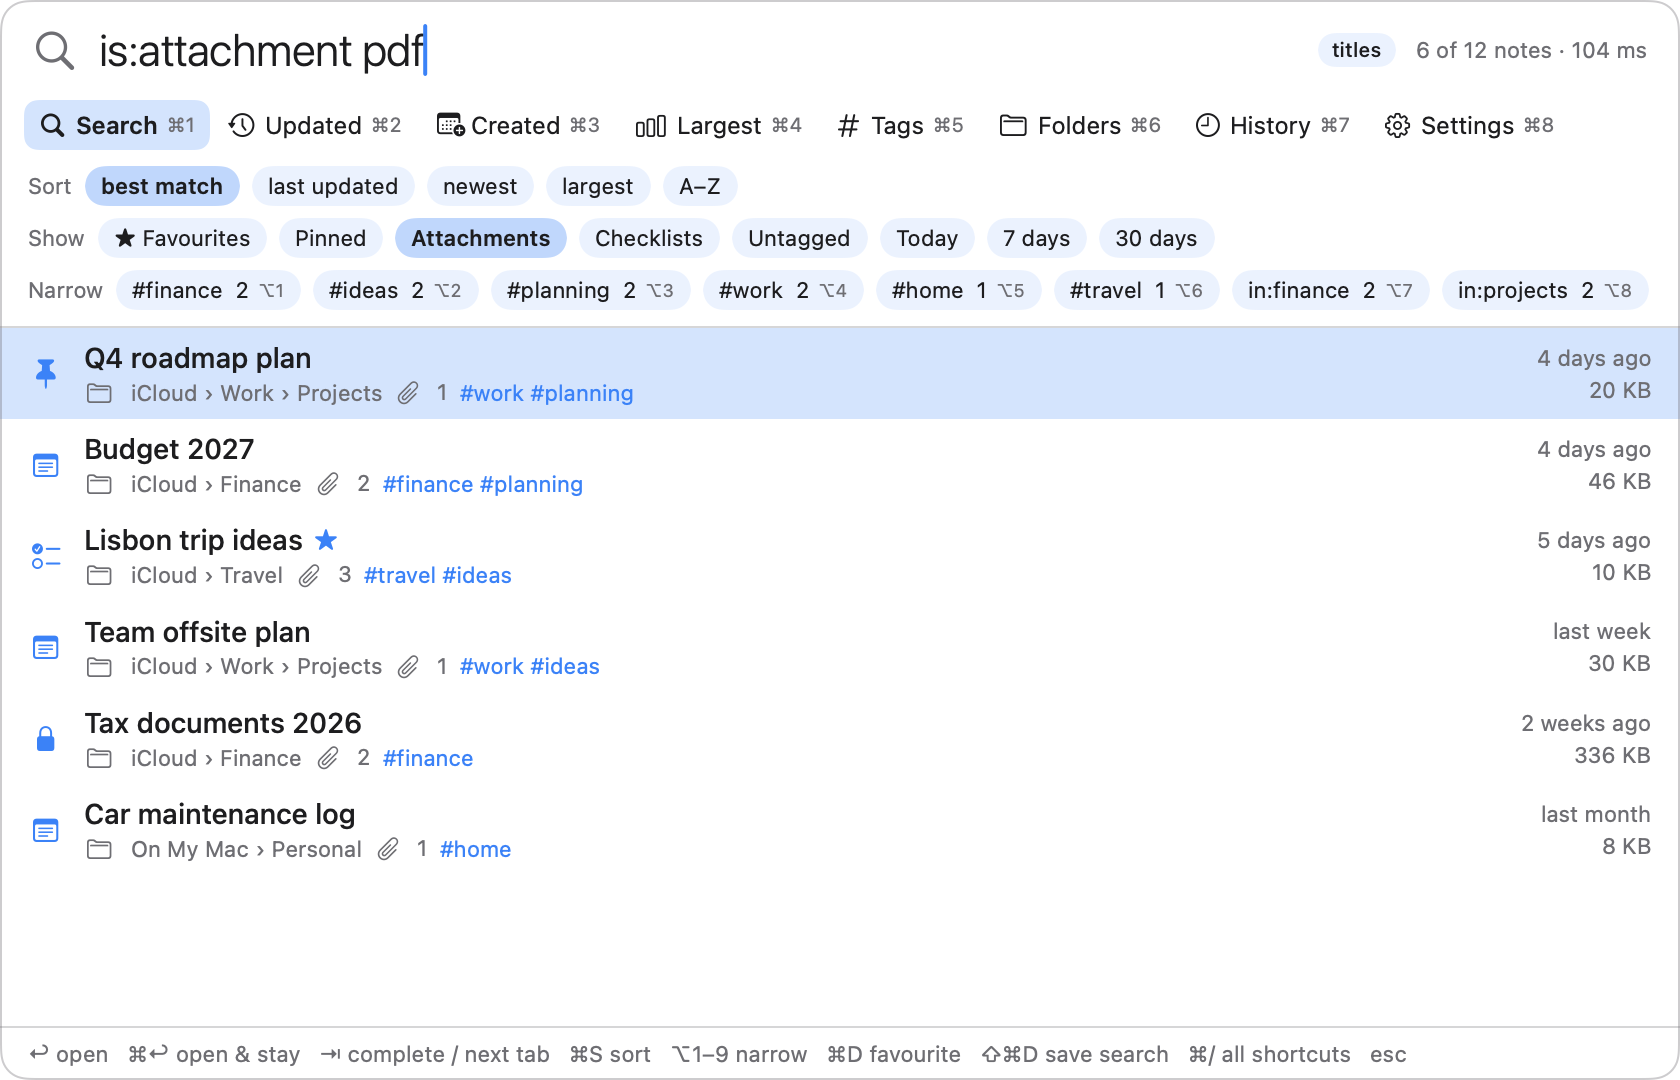 is:attachment pdf titles 6 of 12 notes · 104 ms
Search ⌘1 Updated ⌘2 Created ⌘3 Largest ⌘4 # Tags ⌘5 Folders ⌘6 History ⌘7 Settings ⌘8
Sort best match last updated newest largest A–Z
Show ★ Favourites Pinned Attachments Checklists Untagged Today 7 days 30 days
Narrow #finance 2 ⌥1 #ideas 2 ⌥2 #planning 2 ⌥3 #work 2 ⌥4 #home 1 ⌥5 #travel 1 ⌥6 in:finance 2 ⌥7 in:projects 2 ⌥8
Q4 roadmap plan 4 days ago
iCloud › Work › Projects 1 #work #planning 20 KB
Budget 2027 4 days ago
iCloud › Finance 2 #finance #planning 46 KB
Lisbon trip ideas ★ 5 days ago
iCloud › Travel 3 #travel #ideas 10 KB
Team offsite plan last week
iCloud › Work › Projects 1 #work #ideas 30 KB
Tax documents 2026 2 weeks ago
iCloud › Finance 2 #finance 336 KB
Car maintenance log last month
On My Mac › Personal 1 #home 8 KB
↩ open ⌘↩ open & stay ⇥ complete / next tab ⌘S sort ⌥1–9 narrow ⌘D favourite ⇧⌘D save search ⌘/ all shortcuts esc